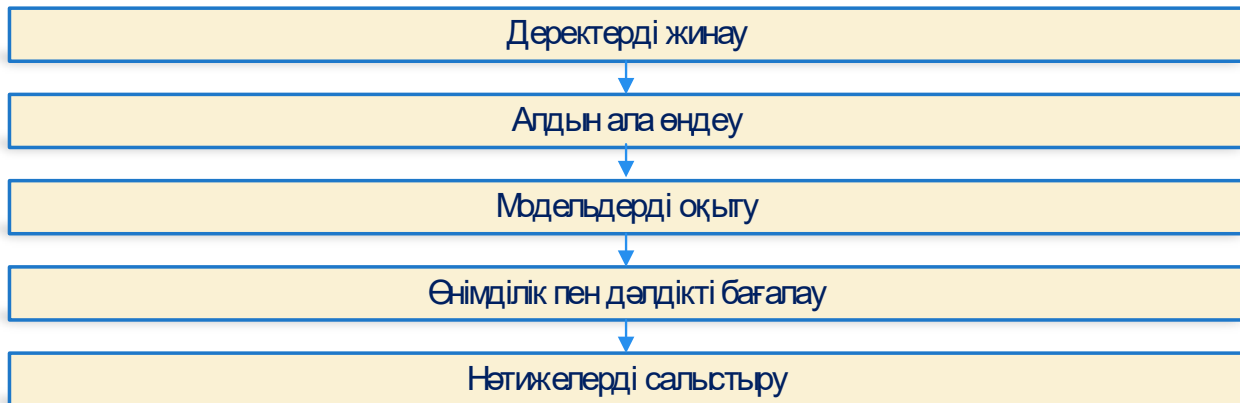 Деректерді жинау
Алдын ала өңдеу
Модельдерді оқыту
Өнімділік пен дәлдікті бағалау
Нәтижелерді салыстыру